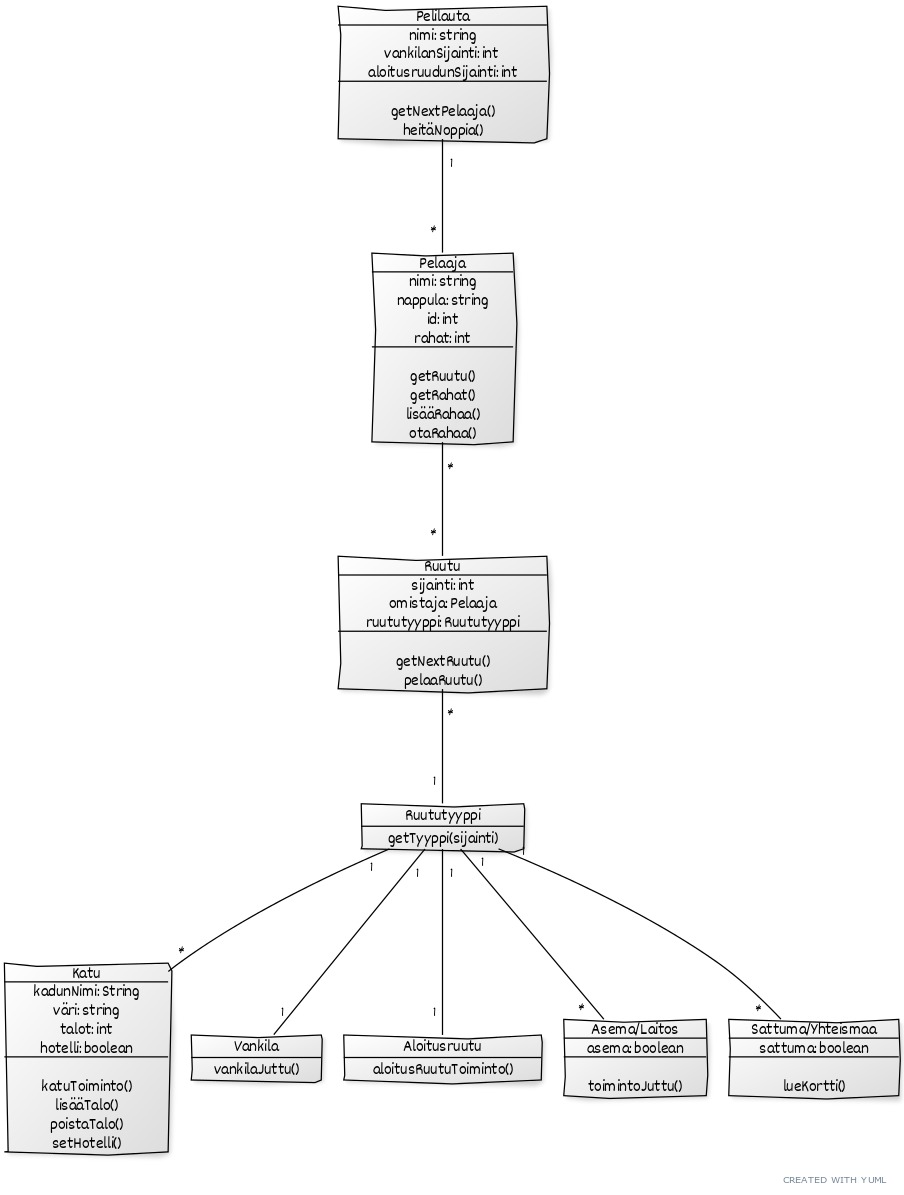 Pelilauta
nimi: string
vankilanSijainti: int
aloitusruudunSijainti: int
getNextPelaaja()
heitäNoppia()
1
*
Pelaaja
nimi: string
nappula: string
id: int
rahat: int
getRuutu()
getRahat()
lisääRahaa()
otaRahaa()
*
*
Ruutu
sijainti: int
omistaja: Pelaaja
ruututyyppi: Ruututyyppi
getNextRuutu()
pelaaRuutu()
*
1
Ruututyyppi
getTyyppi(sijainti)
1 1 1 1 1
* 1 1 * *
Katu
kadunNimi: String
väri: string
talot: int
hotelli: boolean
katuToiminto()
lisääTalo()
poistaTalo()
setHotelli()
Vankila
vankilaJuttu()
Aloitusruutu
aloitusRuutuToiminto()
Asema/Laitos
asema: boolean
toimintoJuttu()
Sattuma/Yhteismaa
sattuma: boolean
lueKortti()
CREATED WITH YUML